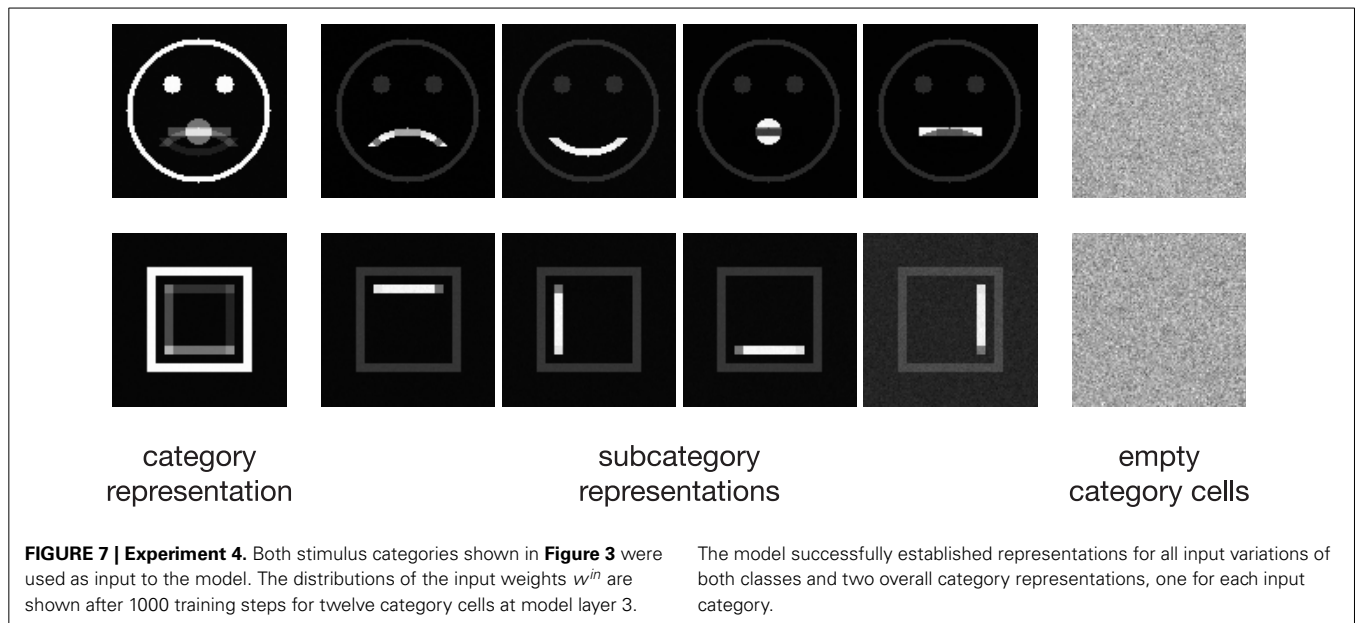 category
representation
subcategory
representations
empty
category cells
FIGURE 7 | Experiment 4. Both stimulus categories shown in Figure 3 were
used as input to the model. The distributions of the input weights w^in are
shown after 1000 training steps for twelve category cells at model layer 3.
The model successfully established representations for all input variations of
both classes and two overall category representations, one for each input
category.